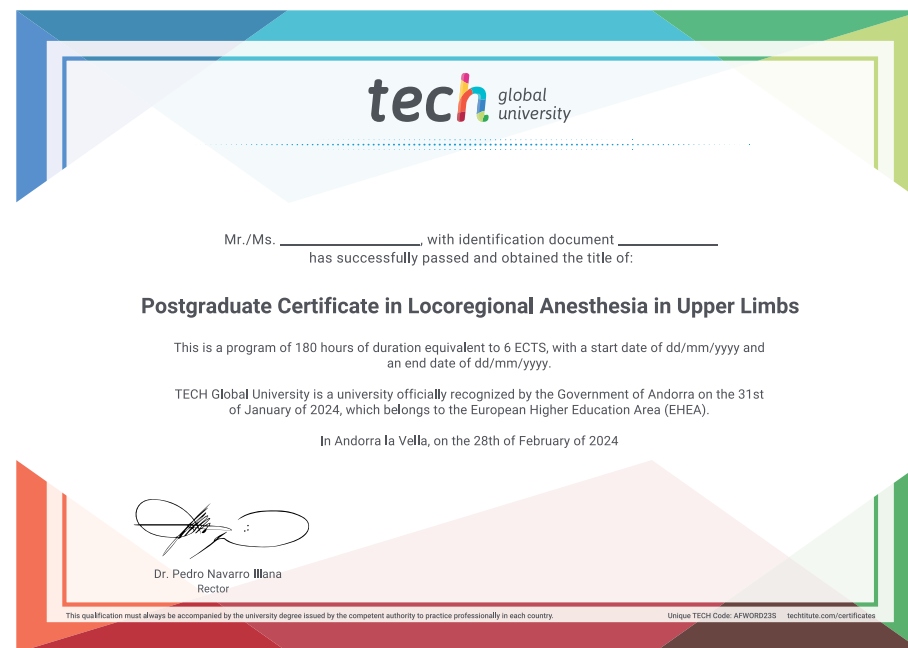 tech global
university
Mr./Ms. ____________________, with identification document ______________
has successfully passed and obtained the title of:
Postgraduate Certificate in Locoregional Anesthesia in Upper Limbs
This is a program of 180 hours of duration equivalent to 6 ECTS, with a start date of dd/mm/yyyy and
an end date of dd/mm/yyyy.
TECH Global University is a university officially recognized by the Government of Andorra on the 31st
of January of 2024, which belongs to the European Higher Education Area (EHEA).
In Andorra la Vella, on the 28th of February of 2024
Dr. Pedro Navarro Illana
Rector
This qualification must always be accompanied by the university degree issued by the competent authority to practice professionally in each country.
Unique TECH Code: AFWORD23S techtitute.com/certificates